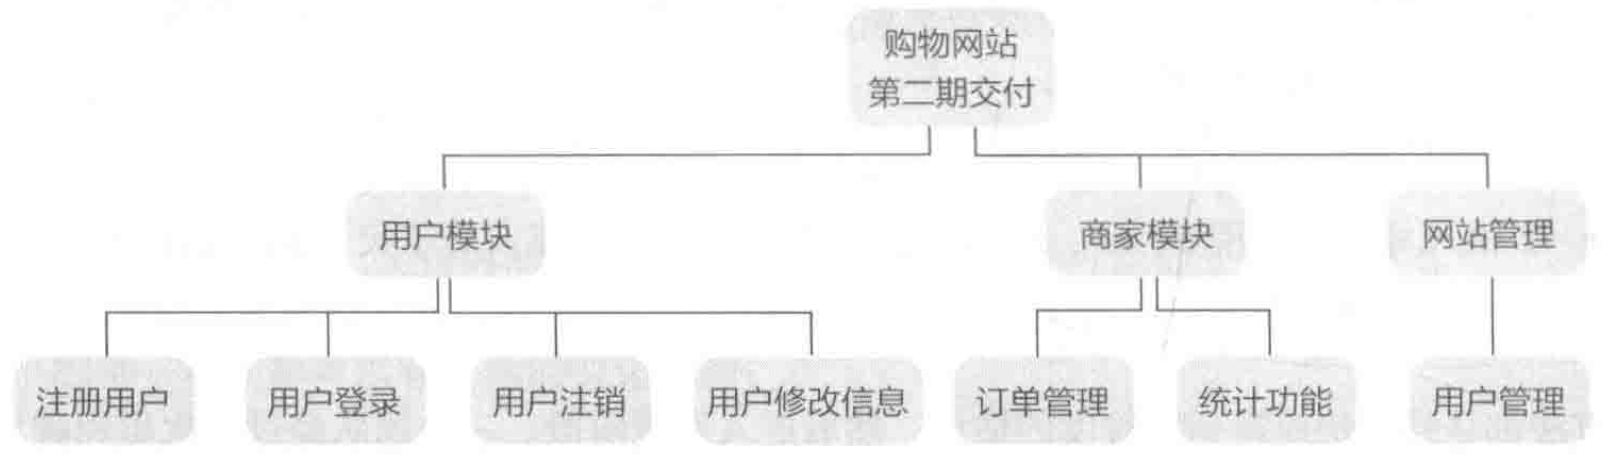 购物网站
第二期交付
用户模块
商家模块
网站管理
注册用户
用户登录
用户注销
用户修改信息
订单管理
统计功能
用户管理